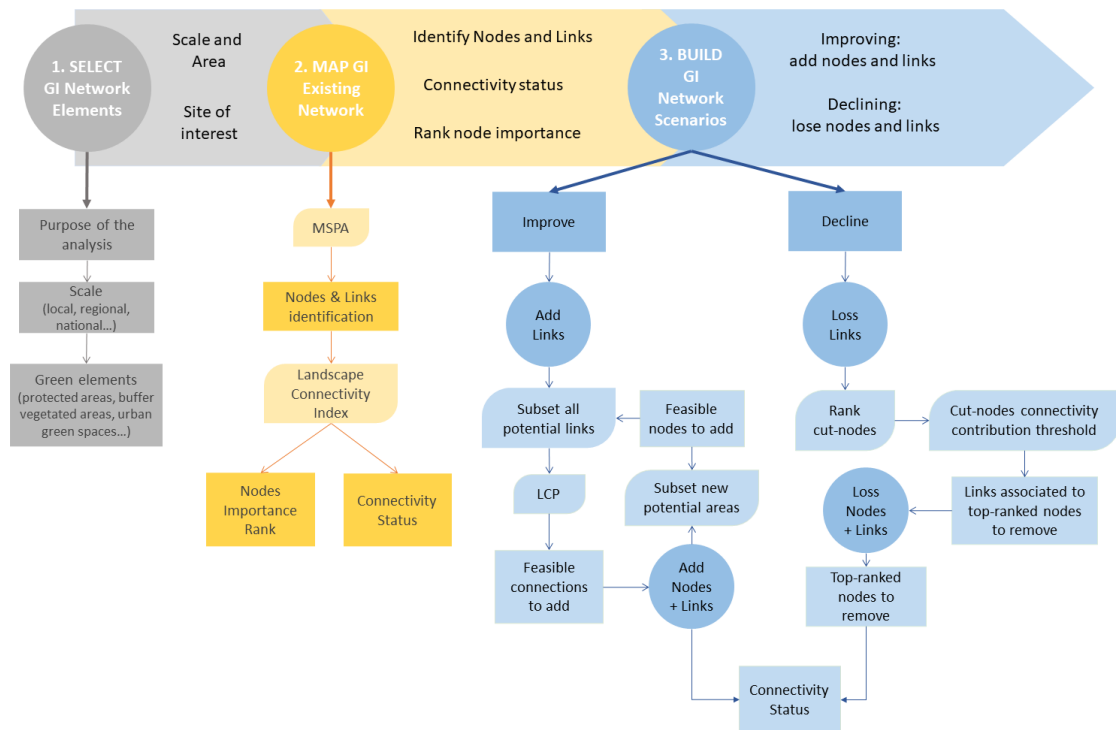 1. SELECT
GI Network
Elements
Scale and
Area
Site of
interest
2. MAP GI
Existing
Network
Identify Nodes and Links
Connectivity status
Rank node importance
3. BUILD
GI
Network
Scenarios
Improving:
add nodes and links
Declining:
lose nodes and links
Purpose of the
analysis
Scale
(local, regional,
national...)
Green elements
(protected areas, buffer
vegetated areas, urban
green spaces...)
MSPA
Nodes & Links
identification
Landscape
Connectivity
Index
Nodes
Importance
Rank
Connectivity
Status
Improve
Add
Links
Subset all
potential links
Feasible
nodes to add
LCP
Subset new
potential areas
Feasible
connections
to add
Add
Nodes
+ Links
Decline
Loss
Links
Rank
cut-nodes
Cut-nodes connectivity
contribution threshold
Links associated to
top-ranked nodes
to remove
Loss
Nodes
+ Links
Top-ranked
nodes to
remove
Connectivity
Status